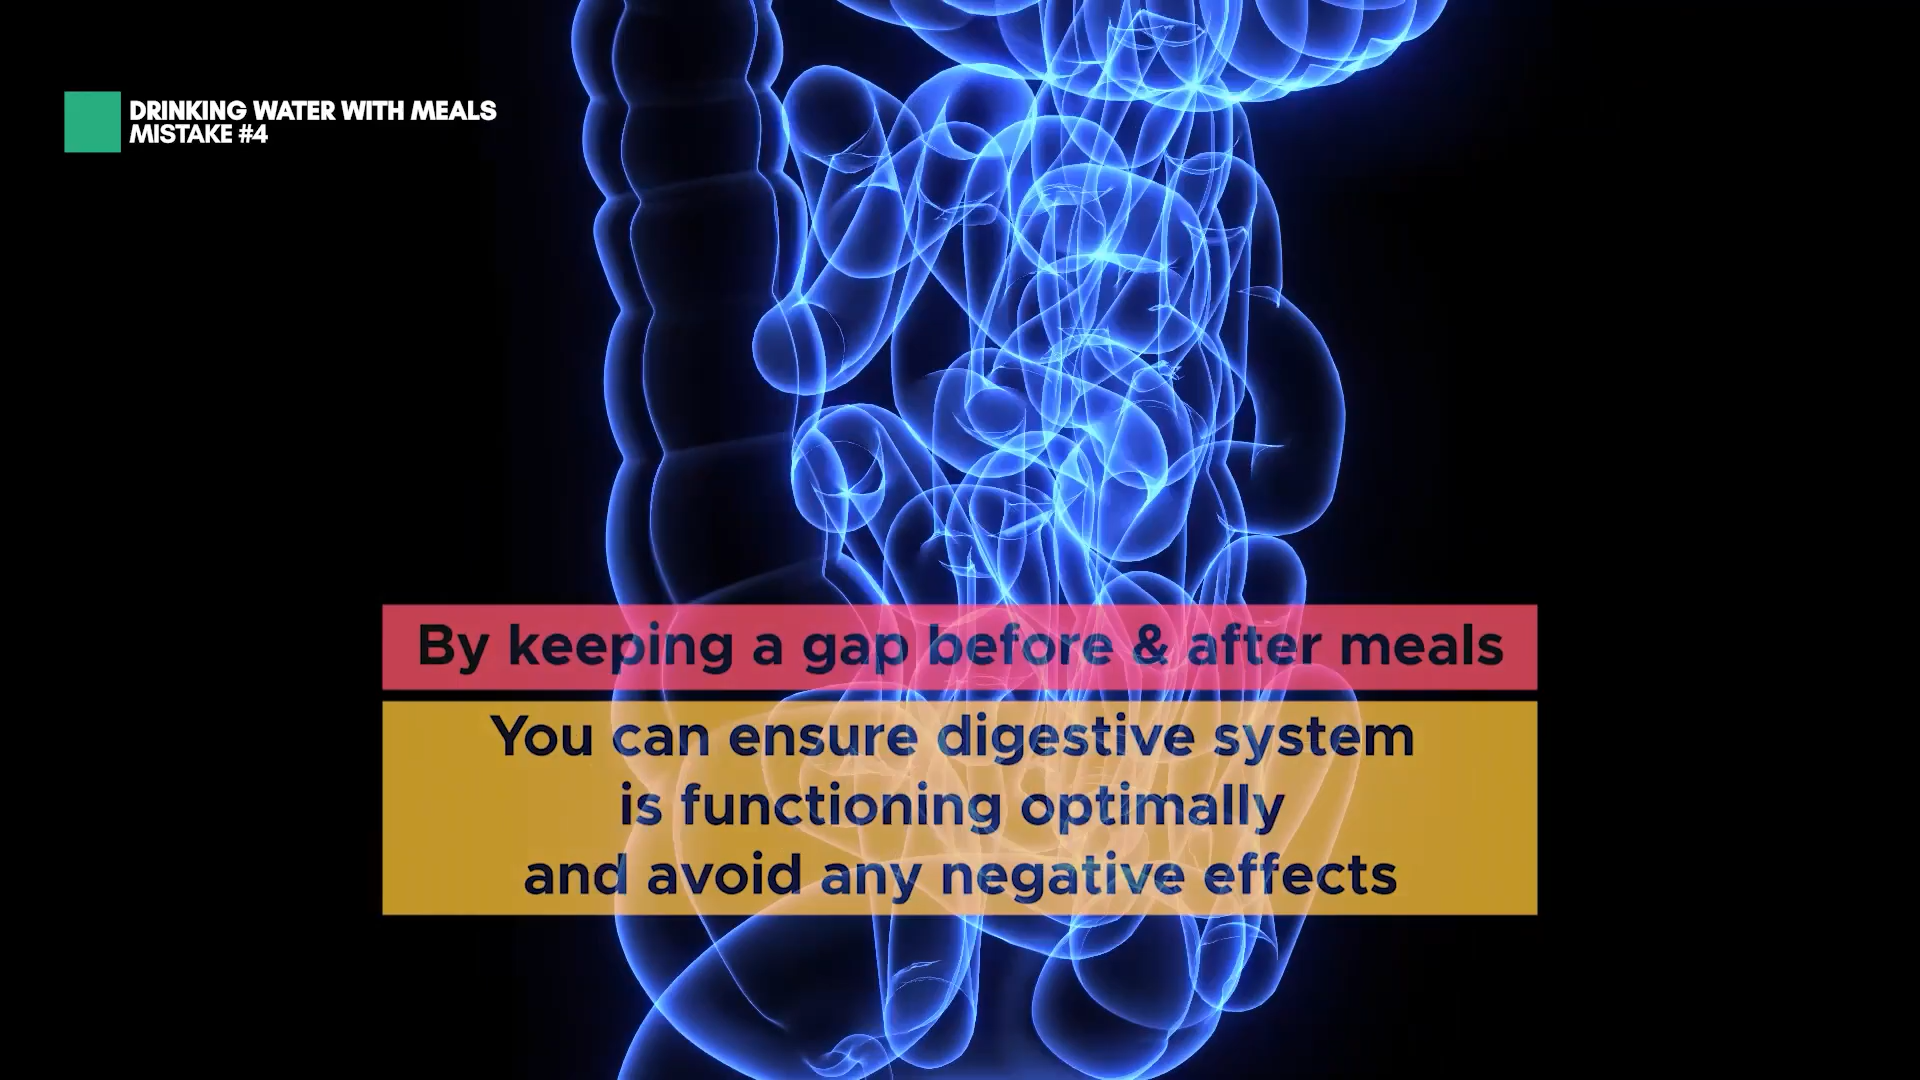 DRINKING WATER WITH MEALS
MISTAKE #4
By keeping a gap before & after meals
You can ensure digestive system
is functioning optimally
and avoid any negative effects